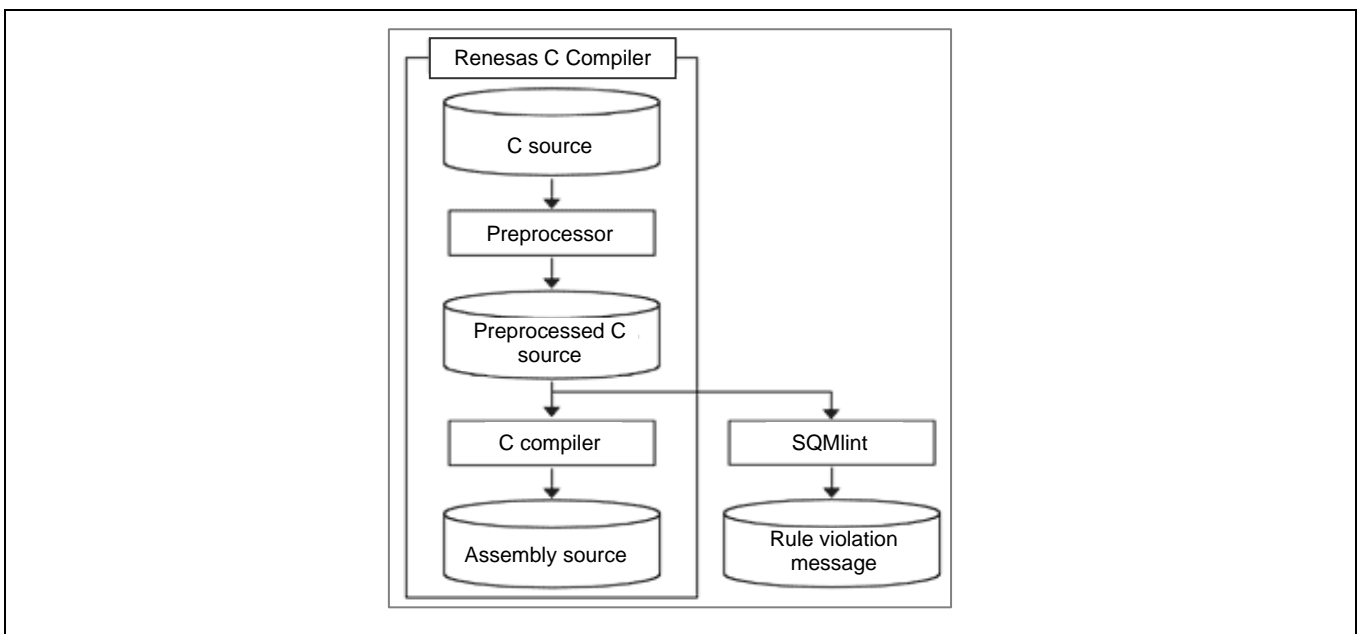 Renesas C Compiler
C source
Preprocessor
Preprocessed C
source
C compiler
SQMlint
Assembly source
Rule violation
message